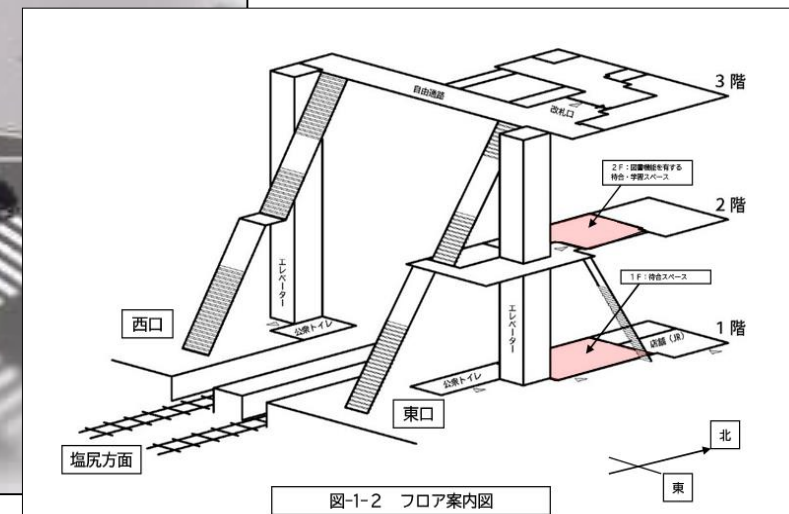 3階
自由通路
改札口
2F：図書機能を有する
待合・学習スペース
2階
1F：待合スペース
エレベーター
エレベーター
西口
公衆トイレ
1階
店舗（JR）
公衆トイレ
東口
塩尻方面
北
東
図-1-2　フロア案内図